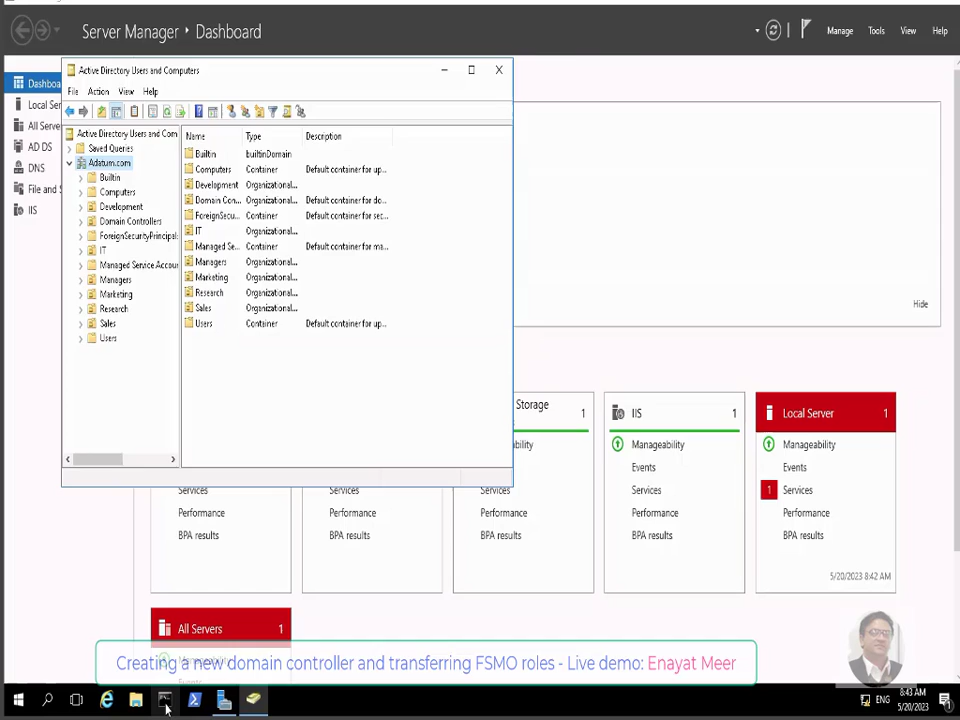 Server Manager • Dashboard
Manage Tools View Help
Active Directory Users and Computers
File Action View Help
Dashboa
Local Ser
All Serve
AD DS
DNS
File and S
IIS
Active Directory Users and Com
Saved Queries
Adatum.com
Builtin
Computers
Development
Domain Controllers
ForeignSecurityPrincipal:
IT
Managed Service Accour
Managers
Marketing
Research
Sales
Users
Name Type Description
Builtin builtinDomain
Computers Container Default container for up...
Development Organizational...
Domain Con... Organizational... Default container for do...
ForeignSecu... Container Default container for sec...
IT Organizational...
Managed Se... Container Default container for ma...
Managers Organizational...
Marketing Organizational...
Research Organizational...
Sales Organizational...
Users Container Default container for up...
Hide
Services
Performance
BPA results
Services
Performance
BPA results
Storage 1
Services
Performance
BPA results
IIS 1
Manageability
Events
Services
Performance
BPA results
Local Server 1
Manageability
Events
1 Services
Performance
BPA results
5/20/2023 8:42 AM
All Servers 1
Creating a new domain controller and transferring FSMO roles - Live demo: Enayat Meer
ENG
8:43 AM
5/20/2023